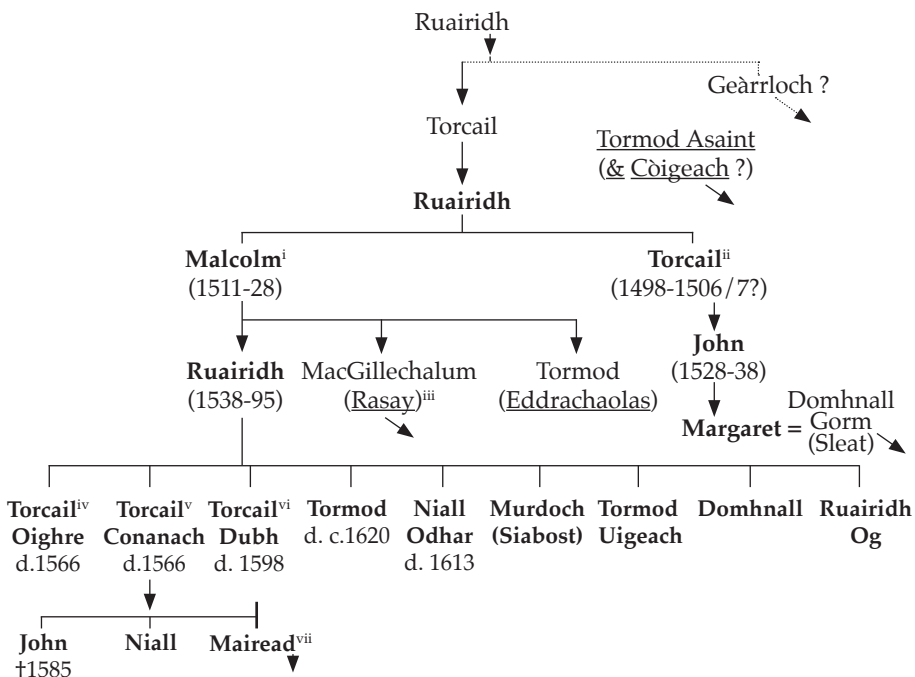 Ruairidh
Geàrrloch ?
Torcail
Tormod Asaint
(& Còigeach ?)
Ruairidh
Malcolmⁱ
(1511-28)
Torcailⁱⁱ
(1498-1506/7?)
Ruairidh
(1538-95)
MacGillechalum
(Rasay)ⁱⁱⁱ
Tormod
(Eddrachaolas)
John
(1528-38)
Margaret =
Domhnall
Gorm
(Sleat)
Torcailⁱᵛ
Oighre
d.1566
Torcailᵛ
Conanach
d.1566
Torcailᵛⁱ
Dubh
d. 1598
Tormod
d. c.1620
Niall
Odhar
d. 1613
Murdoch
(Siabost)
Tormod
Uigeach
Domhnall
Ruairidh
Og
John
†1585
Niall
Maireadᵛⁱⁱ